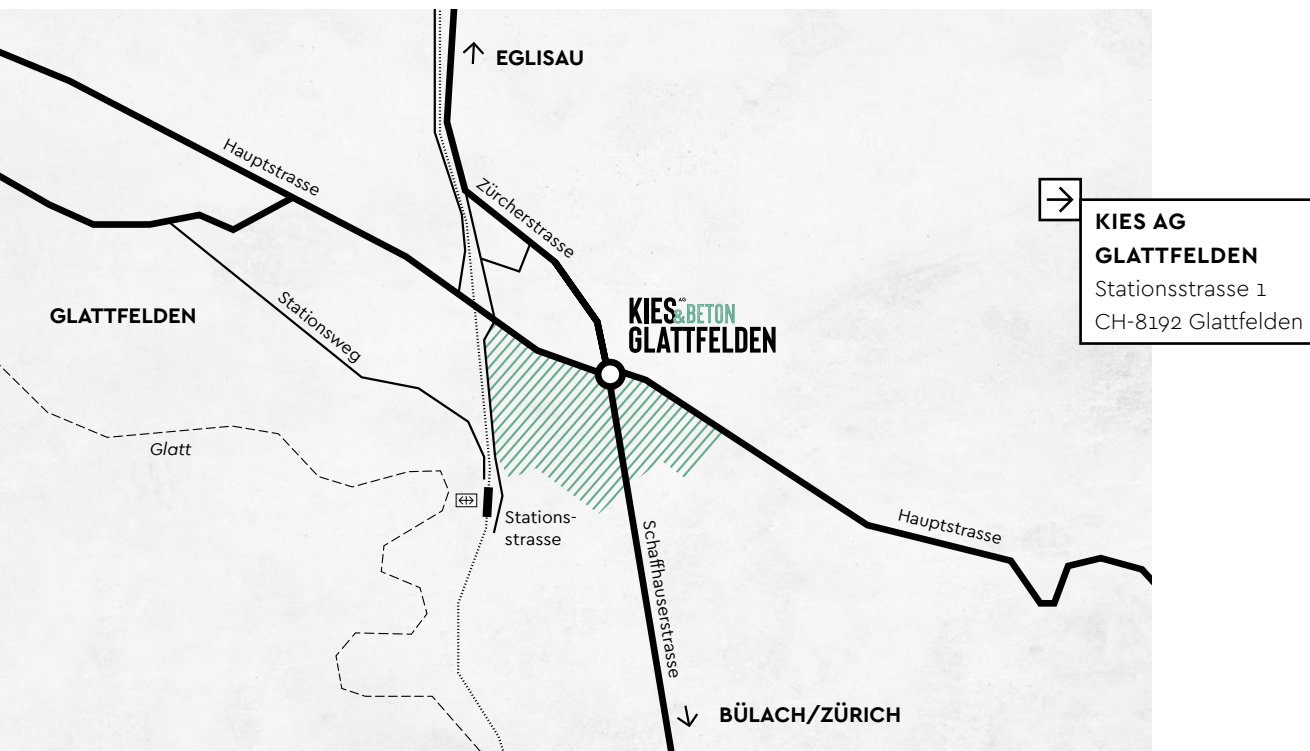 EGLISAU
Hauptstrasse
Zürcherstrasse
KIES AG
GLATTFELDEN
Stationsstrasse 1
CH-8192 Glattfelden
GLATTFELDEN
Stationsweg
KIES AG
&BETON
GLATTFELDEN
Glatt
Stations-
strasse
Schaffhauserstrasse
Hauptstrasse
BÜLACH/ZÜRICH